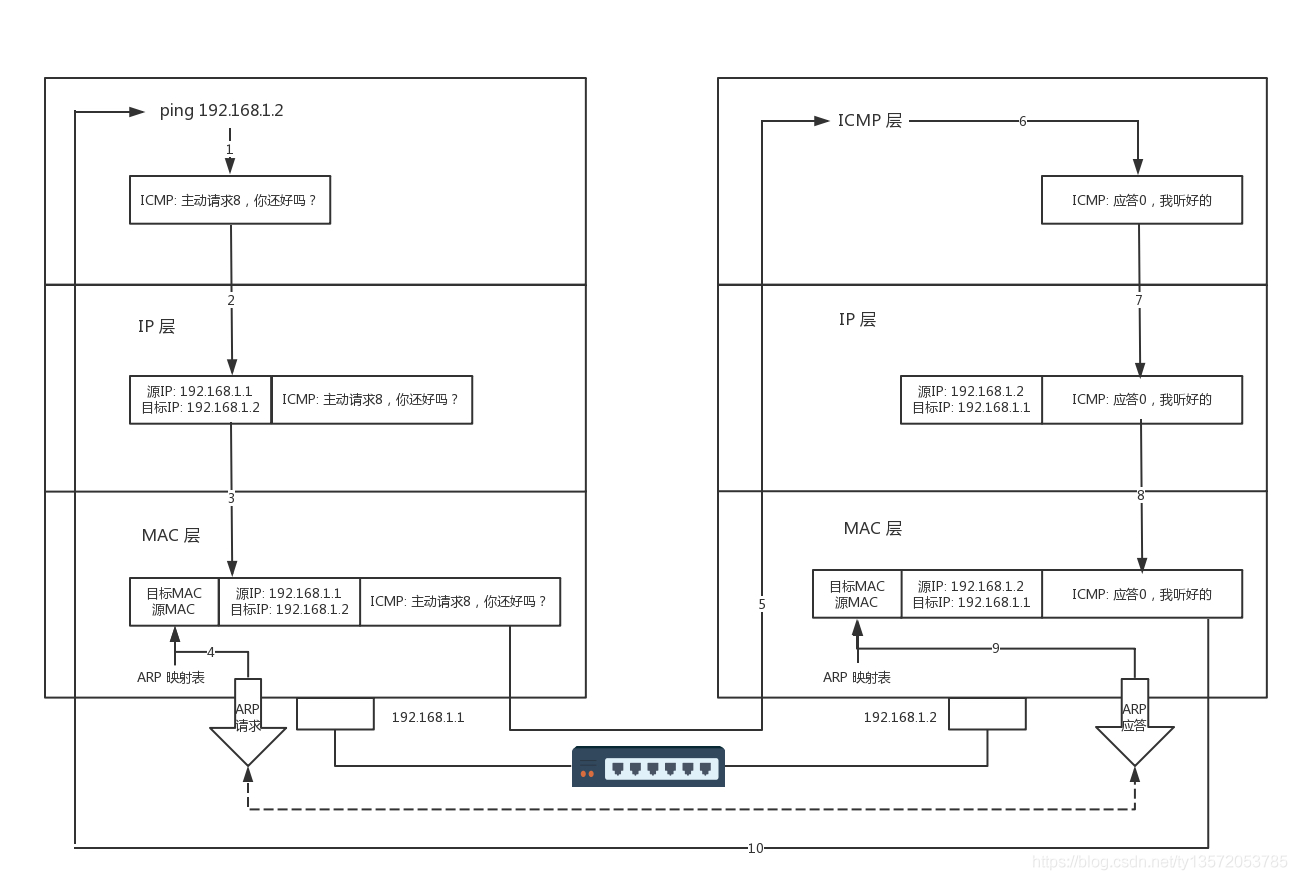 ping 192.168.1.2
1
ICMP: 主动请求8，你还好吗？
2
IP 层
源IP: 192.168.1.1
目标IP: 192.168.1.2
ICMP: 主动请求8，你还好吗？
3
MAC 层
目标MAC
源MAC
源IP: 192.168.1.1
目标IP: 192.168.1.2
ICMP: 主动请求8，你还好吗？
4
ARP 映射表
ARP
请求
192.168.1.1
5
ICMP 层
6
ICMP: 应答0，我听好的
7
IP 层
源IP: 192.168.1.2
目标IP: 192.168.1.1
ICMP: 应答0，我听好的
8
MAC 层
目标MAC
源MAC
源IP: 192.168.1.2
目标IP: 192.168.1.1
ICMP: 应答0，我听好的
9
ARP 映射表
192.168.1.2
ARP
应答
10
https://blog.csdn.net/ty13572053785